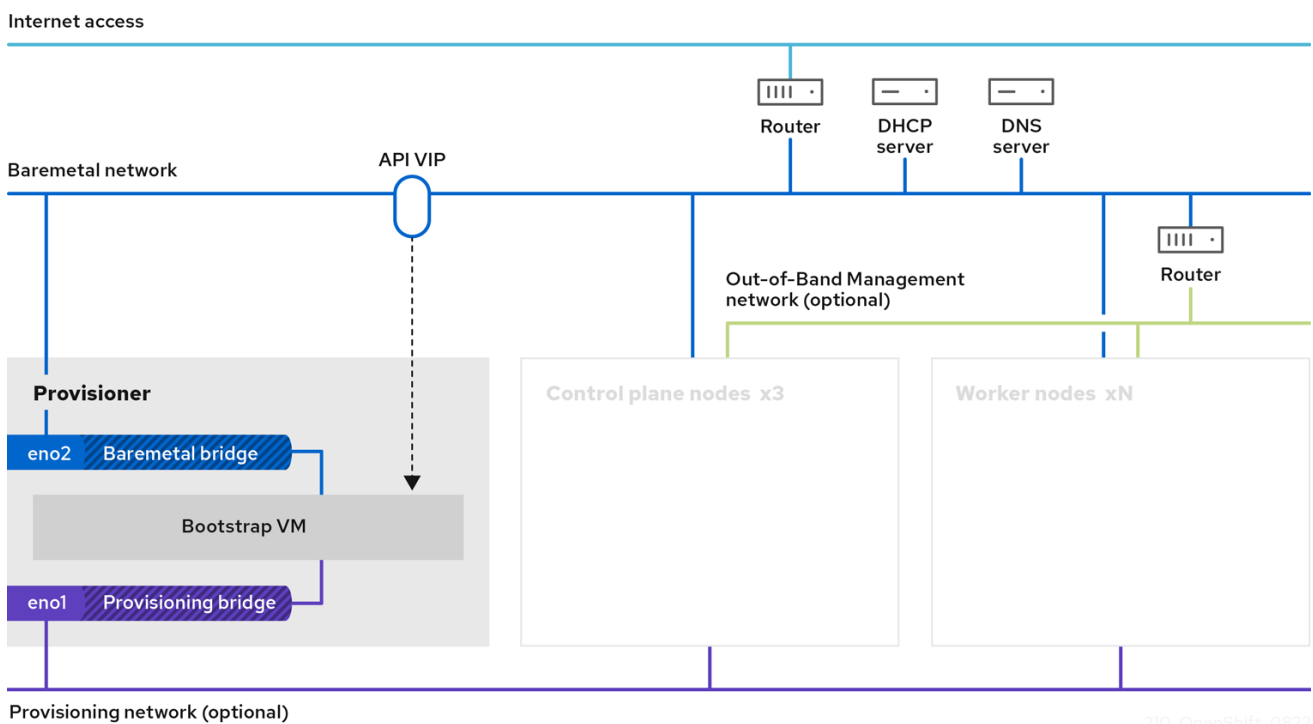 Internet access
Router
DHCP
server
DNS
server
API VIP
Baremetal network
Router
Out-of-Band Management
network (optional)
Provisioner
Control plane nodes x3
Worker nodes xN
eno2
Baremetal bridge
Bootstrap VM
eno1
Provisioning bridge
Provisioning network (optional)
210_OpenShift_0822